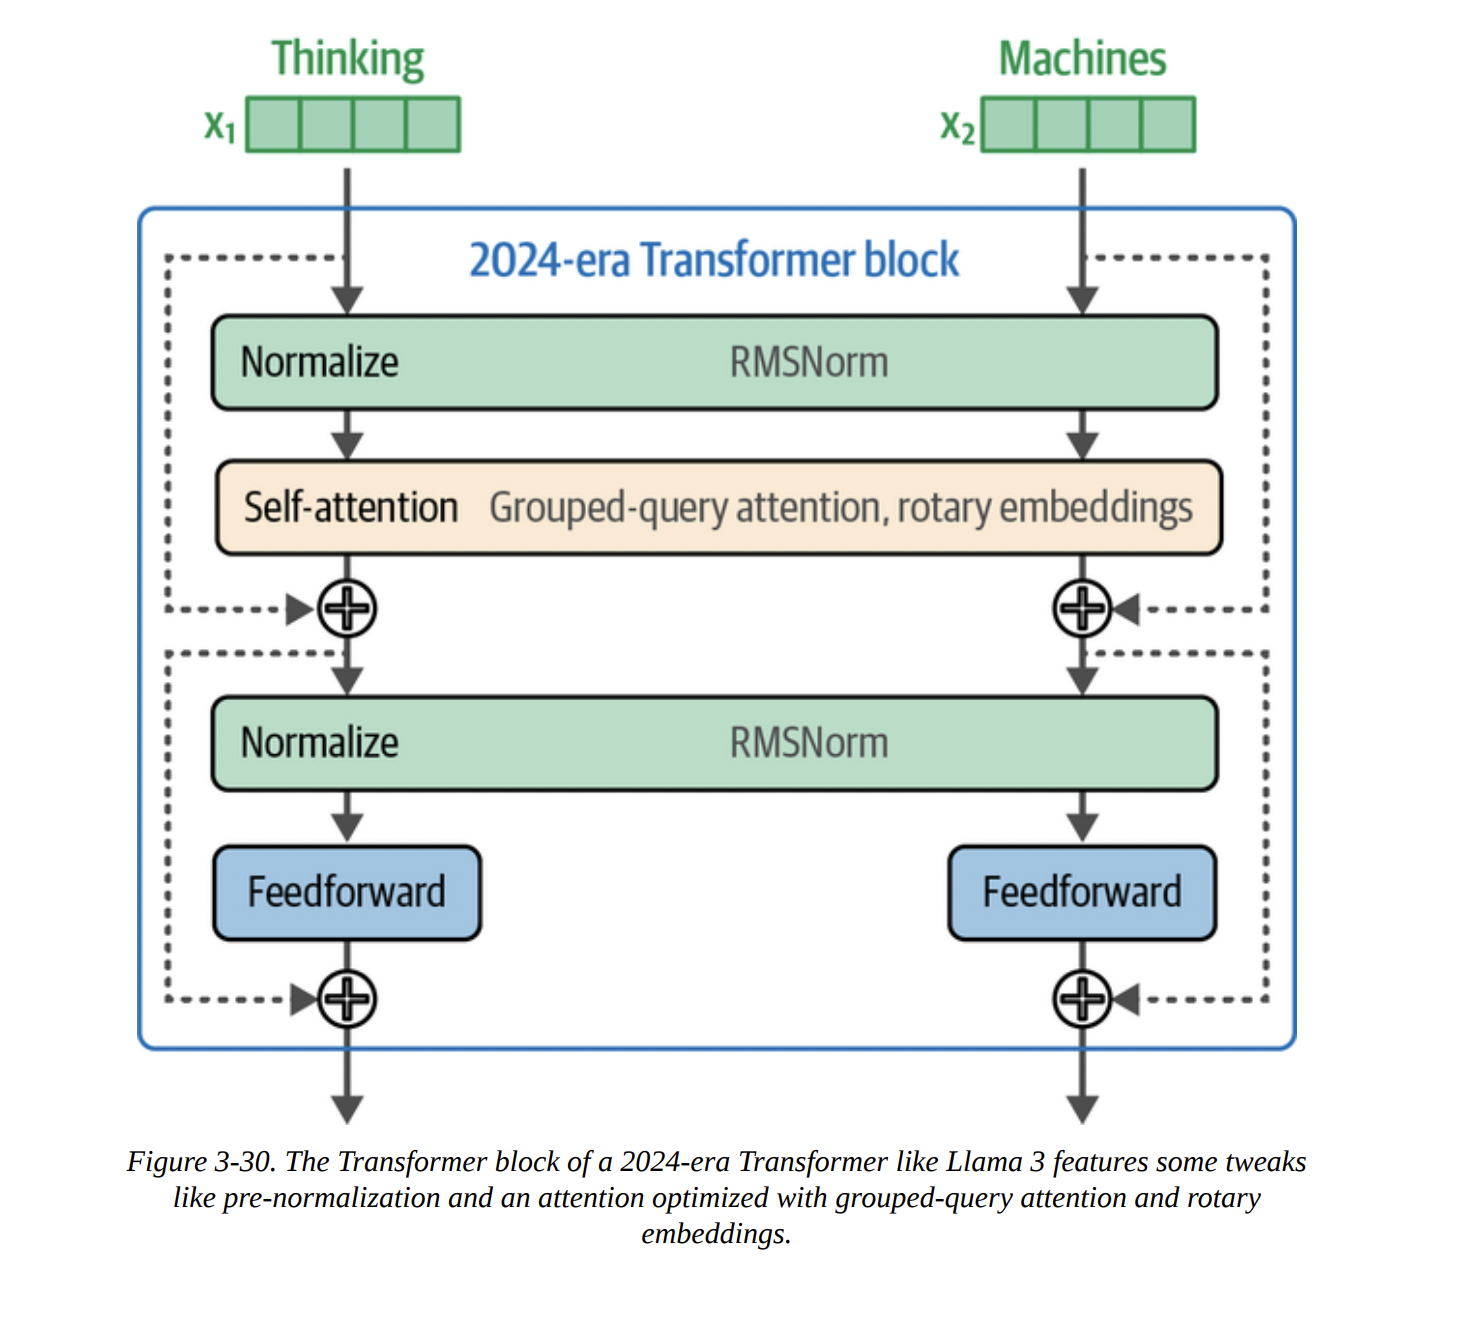 Thinking
Machines
x₁
x₂
2024-era Transformer block
Normalize RMSNorm
Self-attention Grouped-query attention, rotary embeddings
Normalize RMSNorm
Feedforward
Feedforward
Figure 3-30. The Transformer block of a 2024-era Transformer like Llama 3 features some tweaks
like pre-normalization and an attention optimized with grouped-query attention and rotary
embeddings.